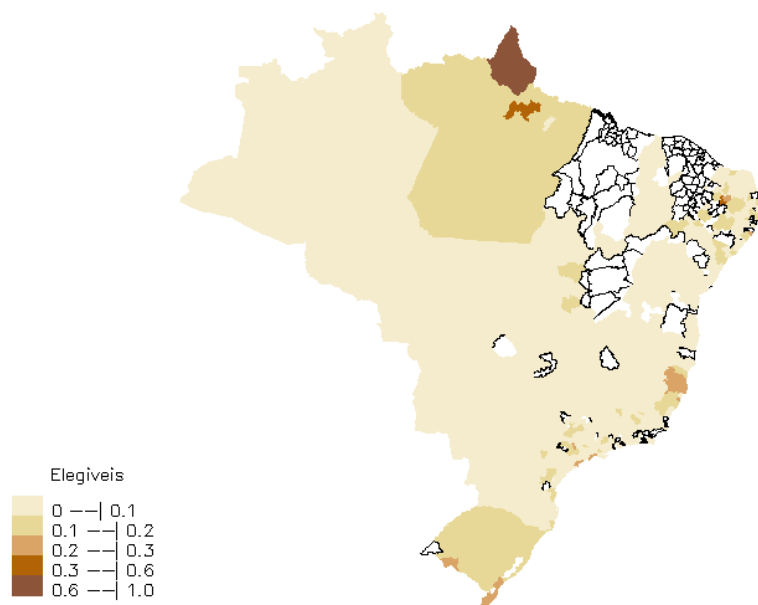 Elegiveis
0 ——| 0.1
0.1 ——| 0.2
0.2 ——| 0.3
0.3 ——| 0.6
0.6 ——| 1.0